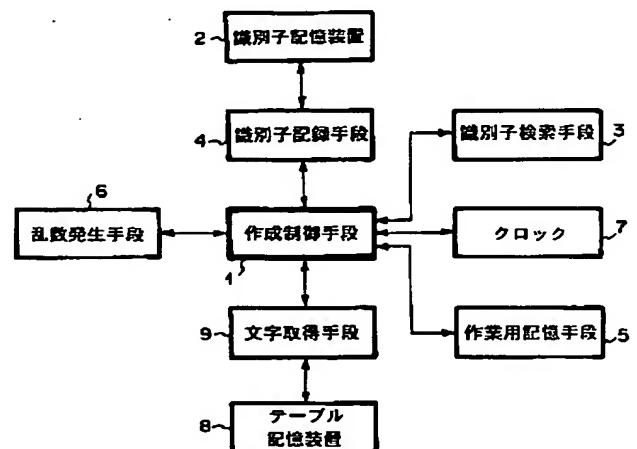 2 識別子記憶装置
4 識別子記録手段
識別子検索手段 3
6
乱数発生手段
作成制御手段
1
クロック
7
9 文字取得手段
作業用記憶手段 5
8 テーブル
記憶装置